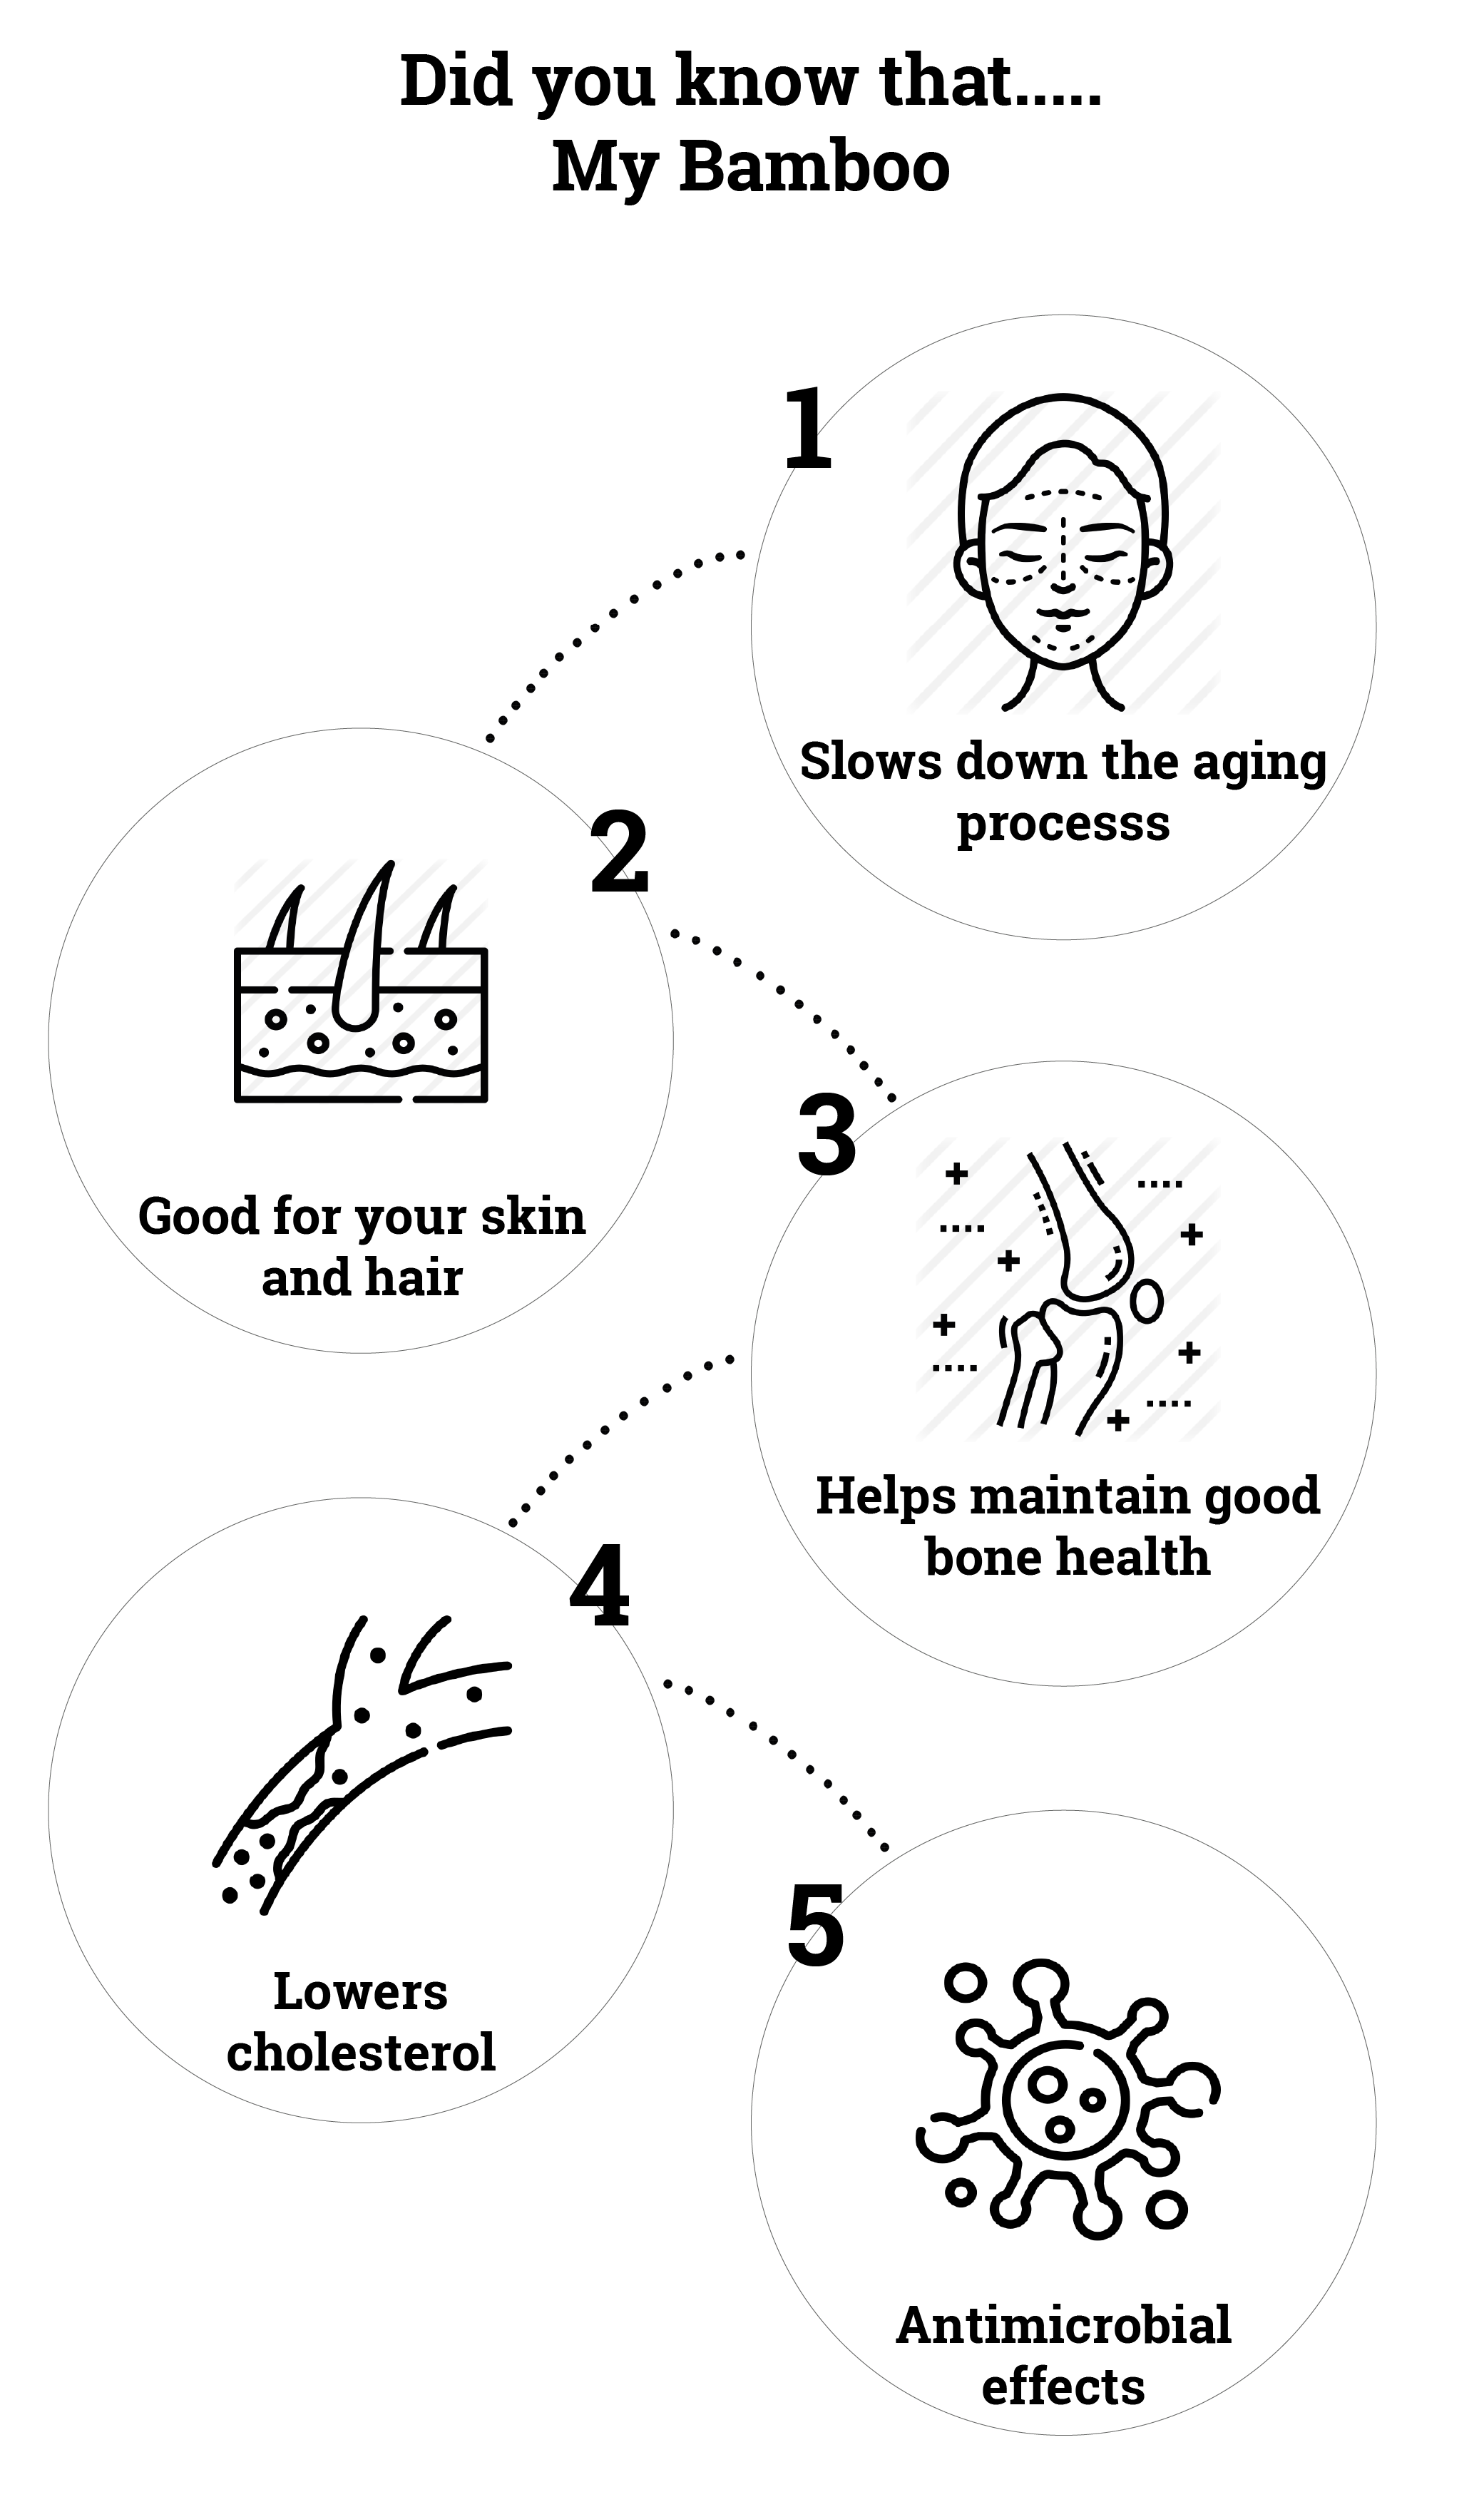 Did you know that.....
My Bamboo
1
Slows down the aging
processs
2
Good for your skin
and hair
3
Helps maintain good
bone health
4
Lowers
cholesterol
5
Antimicrobial
effects